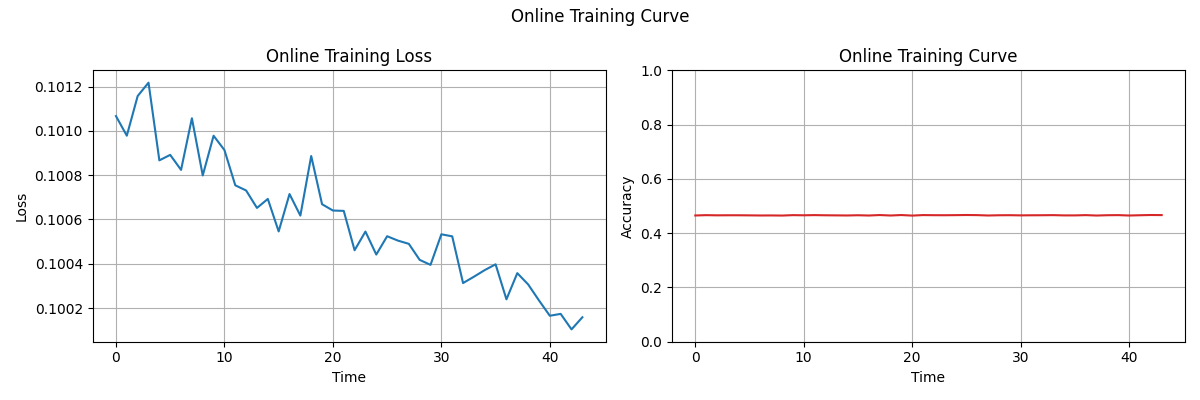 Online Training Curve
Online Training Loss
0.1012
0.1010
0.1008
0.1006
0.1004
0.1002
Loss
0 10 20 30 40
Time
Online Training Curve
1.0
0.8
0.6
0.4
0.2
0.0
Accuracy
0 10 20 30 40
Time